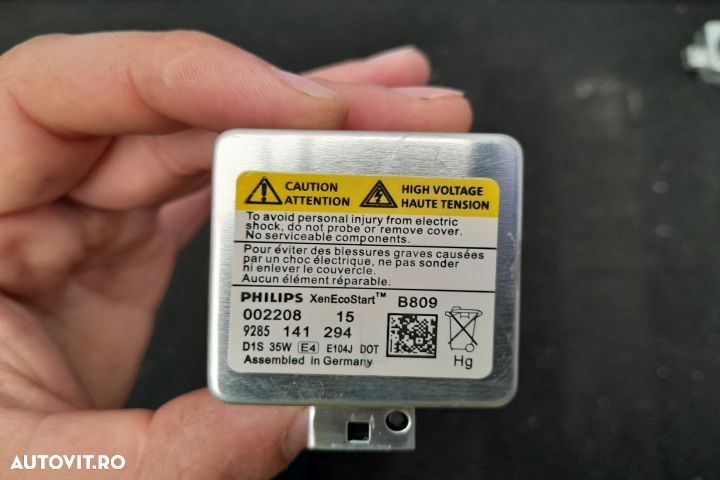 CAUTION
ATTENTION
HIGH VOLTAGE
HAUTE TENSION
To avoid personal injury from electric
shock, do not probe or remove cover.
No serviceable components.
Pour éviter des blessures graves causées
par un choc électrique, ne pas sonder
ni enlever le couvercle.
Aucun élément réparable.
PHILIPS XenEcoStart™ B809
002208 15
9285 141 294
D1S 35W E4 E104J DOT
Assembled in Germany
Hg
AUTOVIT.RO